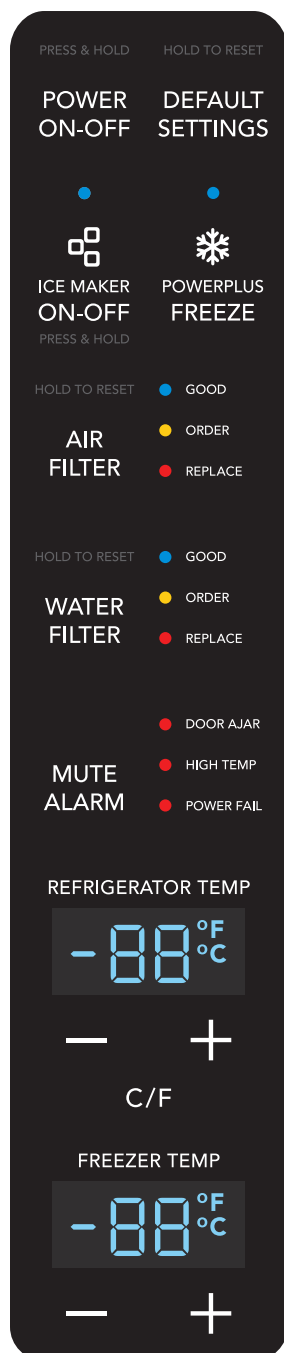 PRESS & HOLD HOLD TO RESET
POWER DEFAULT
ON-OFF SETTINGS
ICE MAKER POWERPLUS
ON-OFF FREEZE
PRESS & HOLD
HOLD TO RESET GOOD
AIR ORDER
FILTER REPLACE
HOLD TO RESET GOOD
WATER ORDER
FILTER REPLACE
DOOR AJAR
MUTE HIGH TEMP
ALARM POWER FAIL
REFRIGERATOR TEMP
-88 °F
°C
— +
C/F
FREEZER TEMP
-88 °F
°C
— +